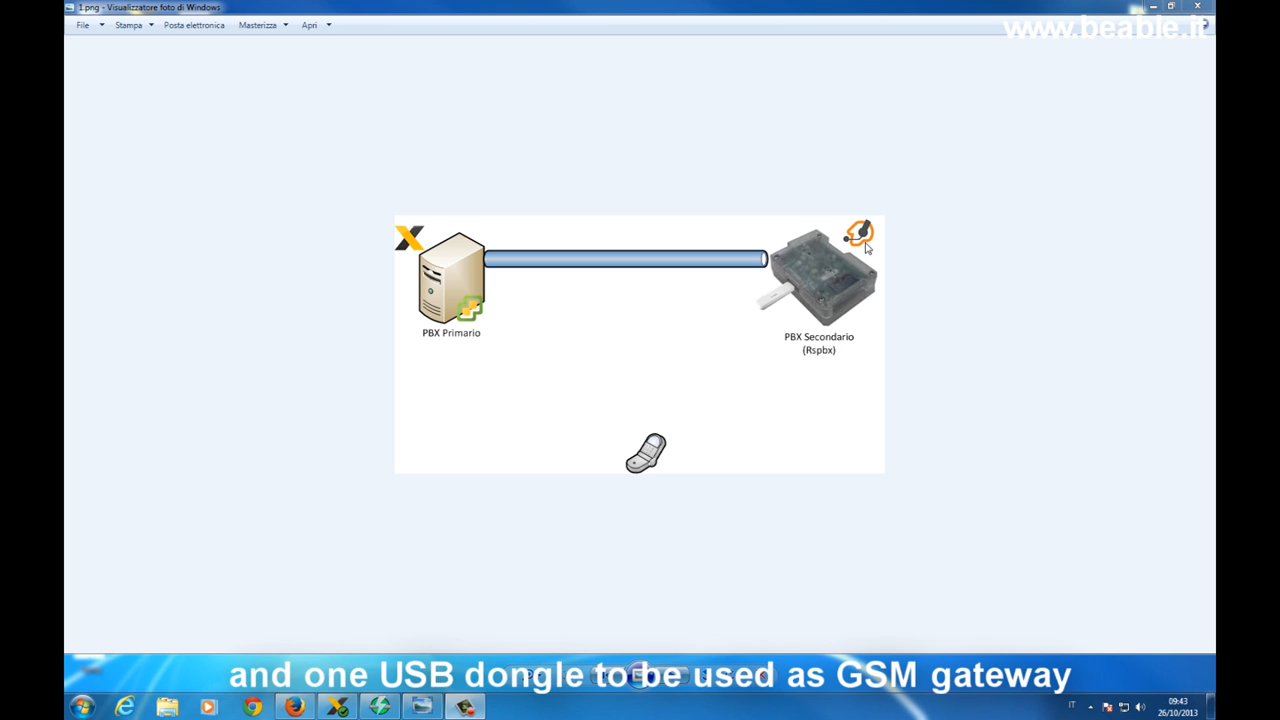 1.png - Visualizzatore foto di Windows
File Stampa Posta elettronica Masterizza Apri
www.beable.it
PBX Primario
PBX Secondario
(Rspbx)
and one USB dongle to be used as GSM gateway
IT
09:43
26/10/2013